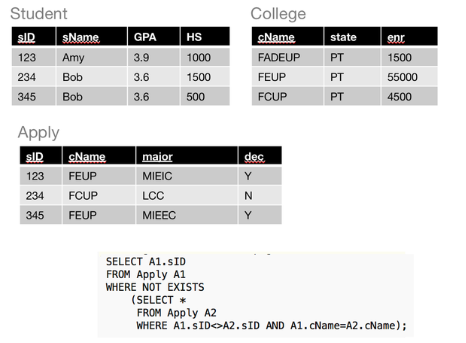 Student
sID sName GPA HS
123 Amy 3.9 1000
234 Bob 3.6 1500
345 Bob 3.6 500
College
cName state enr
FADEUP PT 1500
FEUP PT 55000
FCUP PT 4500
Apply
sID cName major dec
123 FEUP MIEIC Y
234 FCUP LCC N
345 FEUP MIEEC Y
SELECT A1.sID
FROM Apply A1
WHERE NOT EXISTS
(SELECT *
FROM Apply A2
WHERE A1.sID<>A2.sID AND A1.cName=A2.cName);